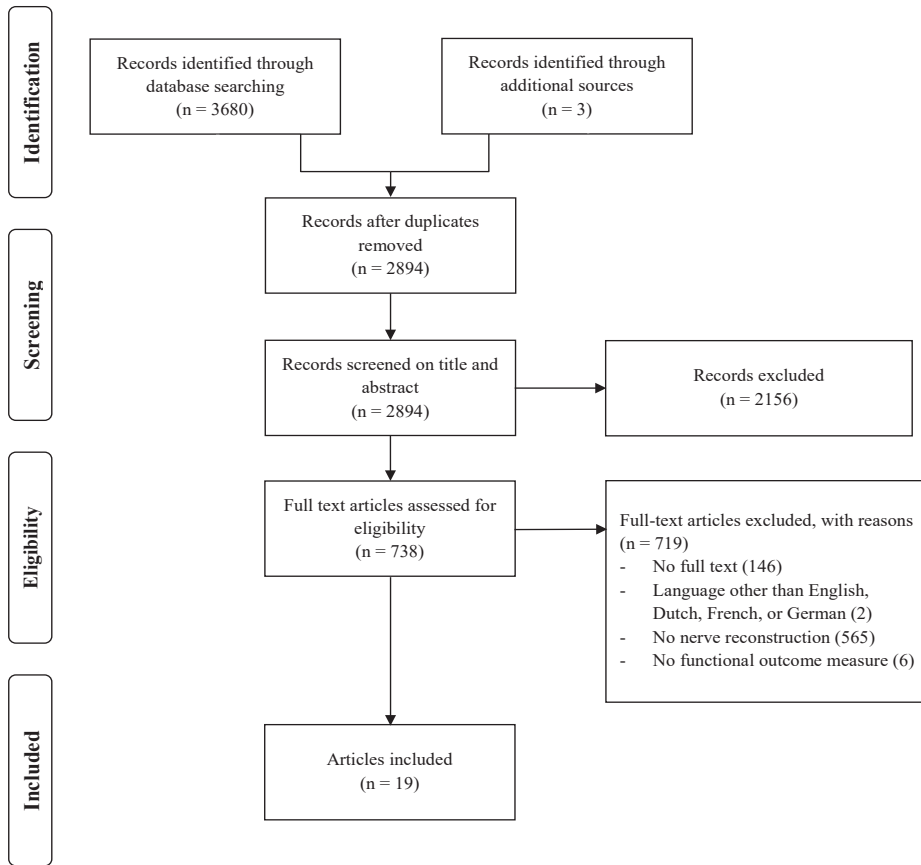 Identification
Records identified through
database searching
(n = 3680)
Records identified through
additional sources
(n = 3)
Records after duplicates
removed
(n = 2894)
Screening
Records screened on title and
abstract
(n = 2894)
Records excluded
(n = 2156)
Eligibility
Full text articles assessed for
eligibility
(n = 738)
Full-text articles excluded, with reasons
(n = 719)
- No full text (146)
- Language other than English,
Dutch, French, or German (2)
- No nerve reconstruction (565)
- No functional outcome measure (6)
Included
Articles included
(n = 19)